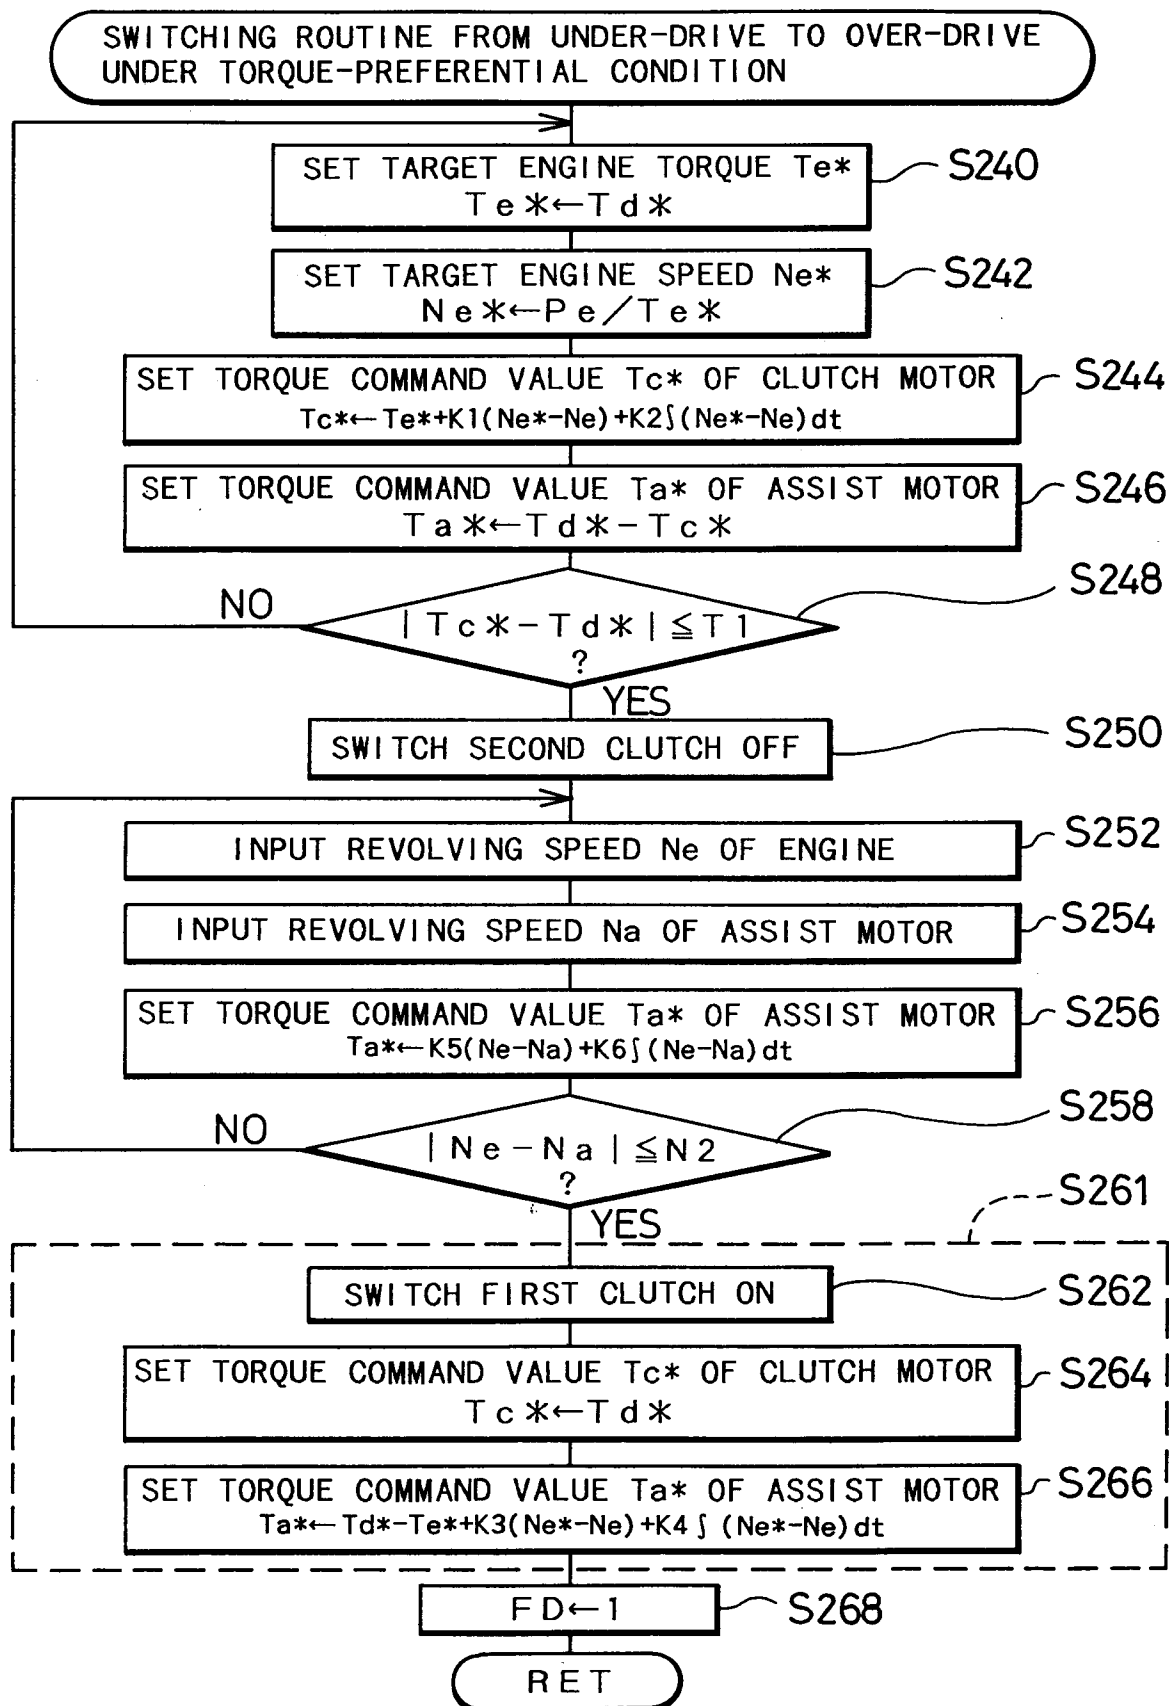 SWITCHING ROUTINE FROM UNDER-DRIVE TO OVER-DRIVE
UNDER TORQUE-PREFERENTIAL CONDITION
SET TARGET ENGINE TORQUE Te*
Te*←Td*
S240
SET TARGET ENGINE SPEED Ne*
Ne*←Pe/Te*
S242
SET TORQUE COMMAND VALUE Tc* OF CLUTCH MOTOR
Tc*←Te*+K1(Ne*-Ne)+K2∫(Ne*-Ne)dt
S244
SET TORQUE COMMAND VALUE Ta* OF ASSIST MOTOR
Ta*←Td*-Tc*
S246
|Tc*-Td*|≦T1
?
S248
NO
YES
SWITCH SECOND CLUTCH OFF
S250
INPUT REVOLVING SPEED Ne OF ENGINE
S252
INPUT REVOLVING SPEED Na OF ASSIST MOTOR
S254
SET TORQUE COMMAND VALUE Ta* OF ASSIST MOTOR
Ta*←K5(Ne-Na)+K6∫(Ne-Na)dt
S256
|Ne-Na|≦N2
?
S258
NO
YES
S261
SWITCH FIRST CLUTCH ON
S262
SET TORQUE COMMAND VALUE Tc* OF CLUTCH MOTOR
Tc*←Td*
S264
SET TORQUE COMMAND VALUE Ta* OF ASSIST MOTOR
Ta*←Td*-Te*+K3(Ne*-Ne)+K4∫(Ne*-Ne)dt
S266
FD←1
S268
RET